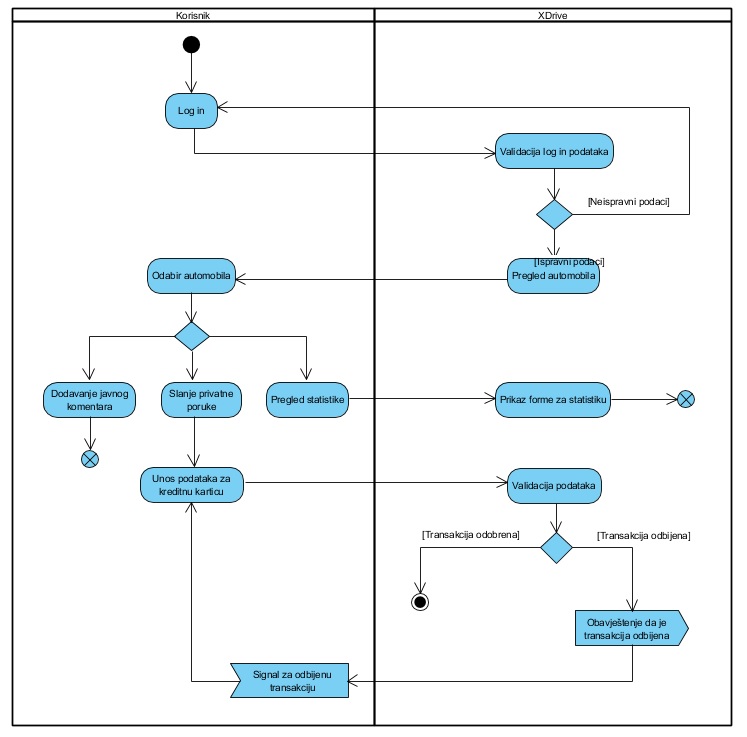 Korisnik
XDrive
Log in
Validacija log in podataka
[Neispravni podaci]
[Ispravni podaci]
Odabir automobila
Pregled automobila
Dodavanje javnog
komentara
Slanje privatne
poruke
Pregled statistike
Prikaz forme za statistiku
Unos podataka za
kreditnu karticu
Validacija podataka
[Transakcija odobrena]
[Transakcija odbijena]
Obavještenje da je
transakcija odbijena
Signal za odbijenu
transakciju